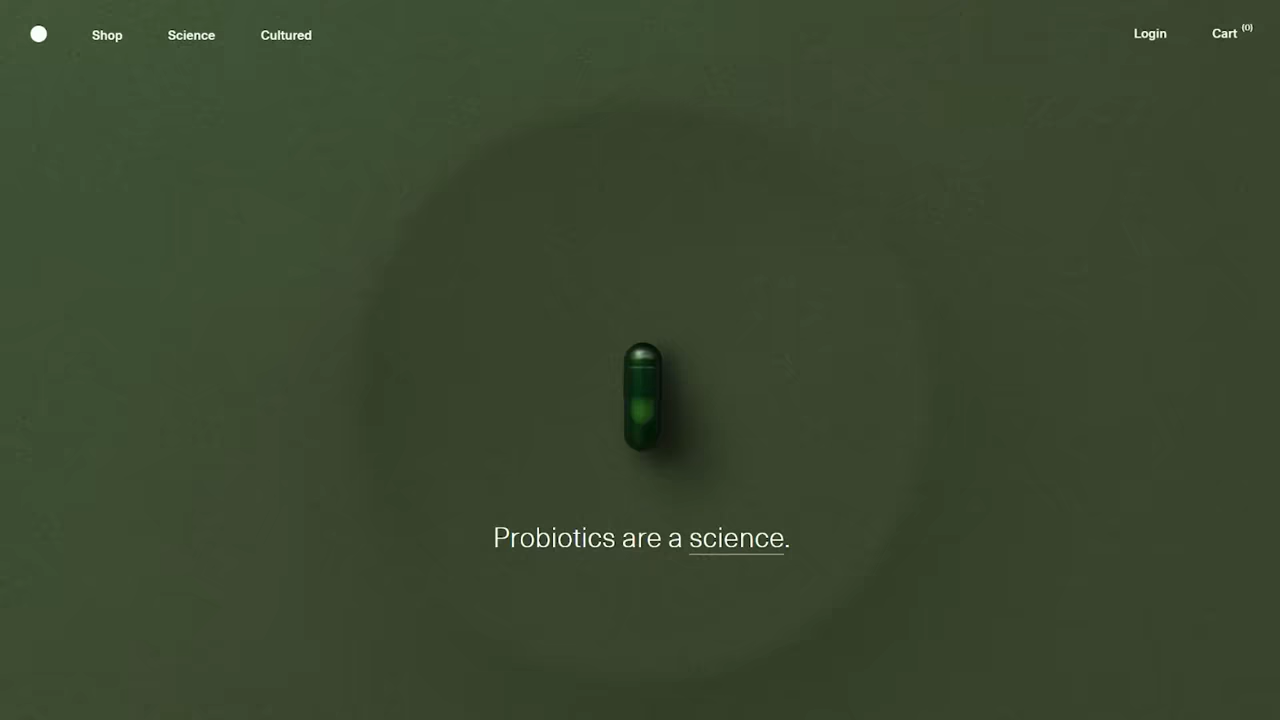 Shop
Science
Cultured
Login
Cart (0)
Probiotics are a science.